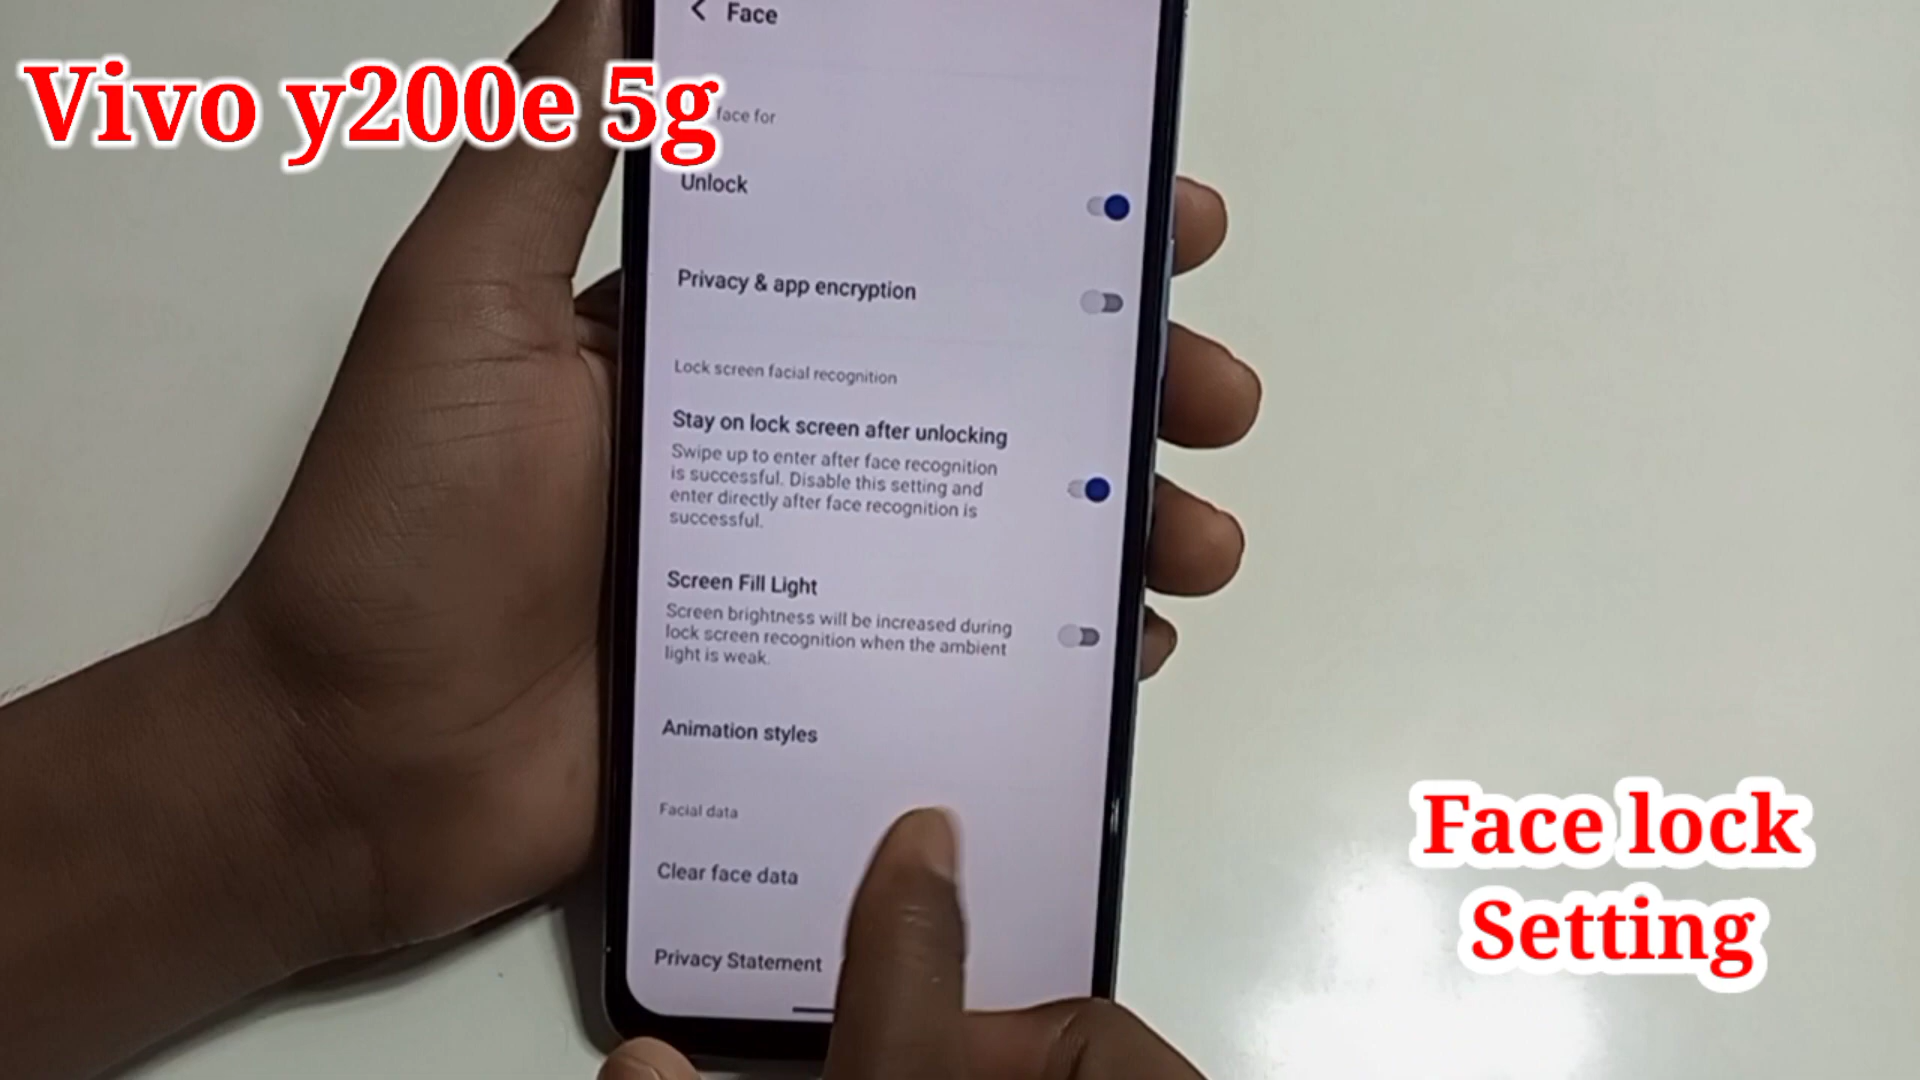 Face
Vivo y200e 5g
face for
Unlock
Privacy & app encryption
Lock screen facial recognition
Stay on lock screen after unlocking
Swipe up to enter after face recognition
is successful. Disable this setting and
enter directly after face recognition is
successful.
Screen Fill Light
Screen brightness will be increased during
lock screen recognition when the ambient
light is weak.
Animation styles
Facial data
Clear face data
Privacy Statement
Face lock
Setting